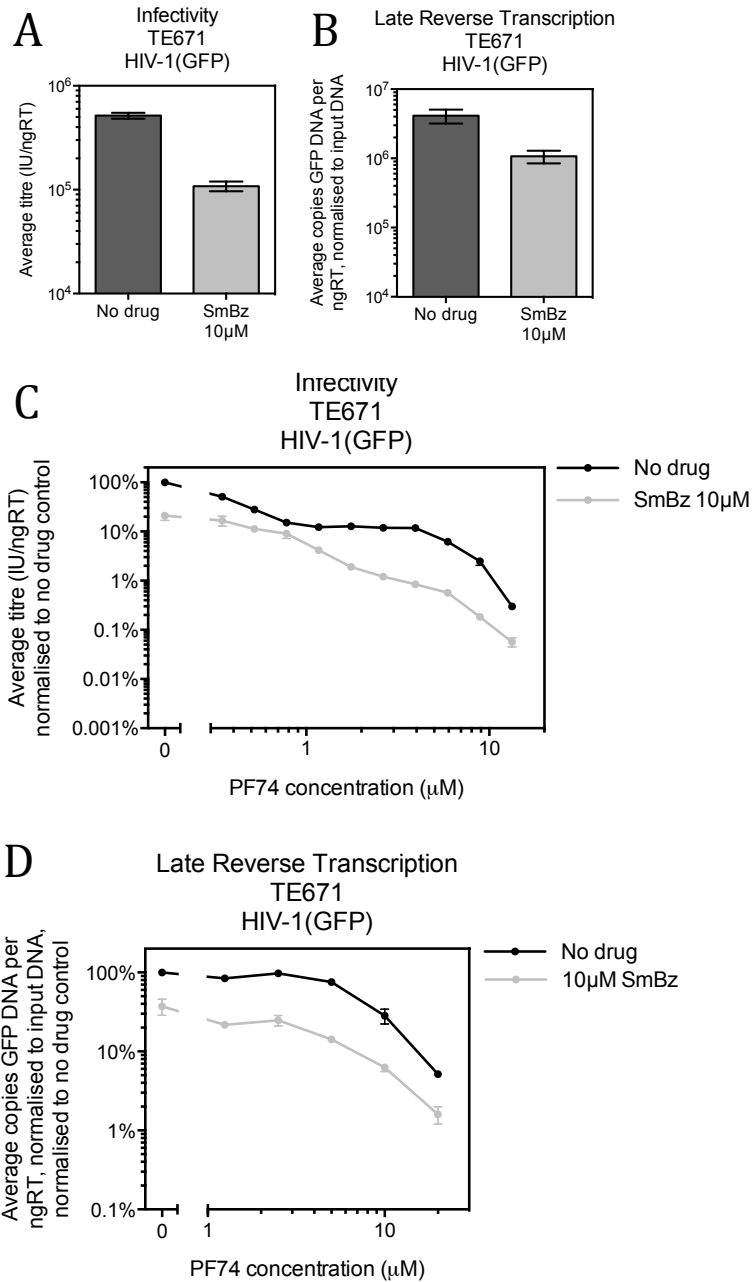 A
Infectivity
TE671
HIV-1(GFP)
Average titre (IU/ngRT)
10⁶
10⁵
10⁴
No drug
SmBz
10µM
B
Late Reverse Transcription
TE671
HIV-1(GFP)
Average copies GFP DNA per
ngRT, normalised to input DNA
10⁷
10⁶
10⁵
10⁴
No drug
SmBz
10µM
C
Infectivity
TE671
HIV-1(GFP)
Average titre (IU/ngRT)
normalised to no drug control
100%
10%
1%
0.1%
0.01%
0.001%
0
1
10
PF74 concentration (µM)
No drug
SmBz 10µM
D
Late Reverse Transcription
TE671
HIV-1(GFP)
Average copies GFP DNA per
ngRT, normalised to input DNA,
normalised to no drug control
100%
10%
1%
0.1%
0
1
10
PF74 concentration (µM)
No drug
10µM SmBz